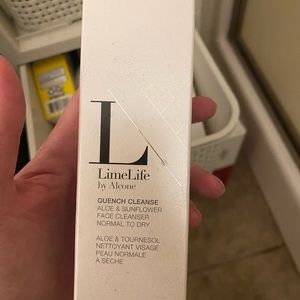 L
LimeLife
by Alcone
QUENCH CLEANSE
ALOE & SUNFLOWER
FACE CLEANSER
NORMAL TO DRY
ALOE & TOURNESOL
NETTOYANT VISAGE
PEAU NORMALE
À SÈCHE